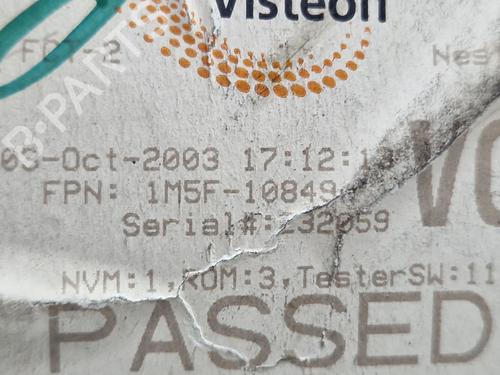 Visteon
FCT-2
B-PARTS
03-Oct-2003 17:12:1
FPN: 1M5F-10849
Serial#: 232059
NVM:1,ROM:3,TesterSW:11
PASSED